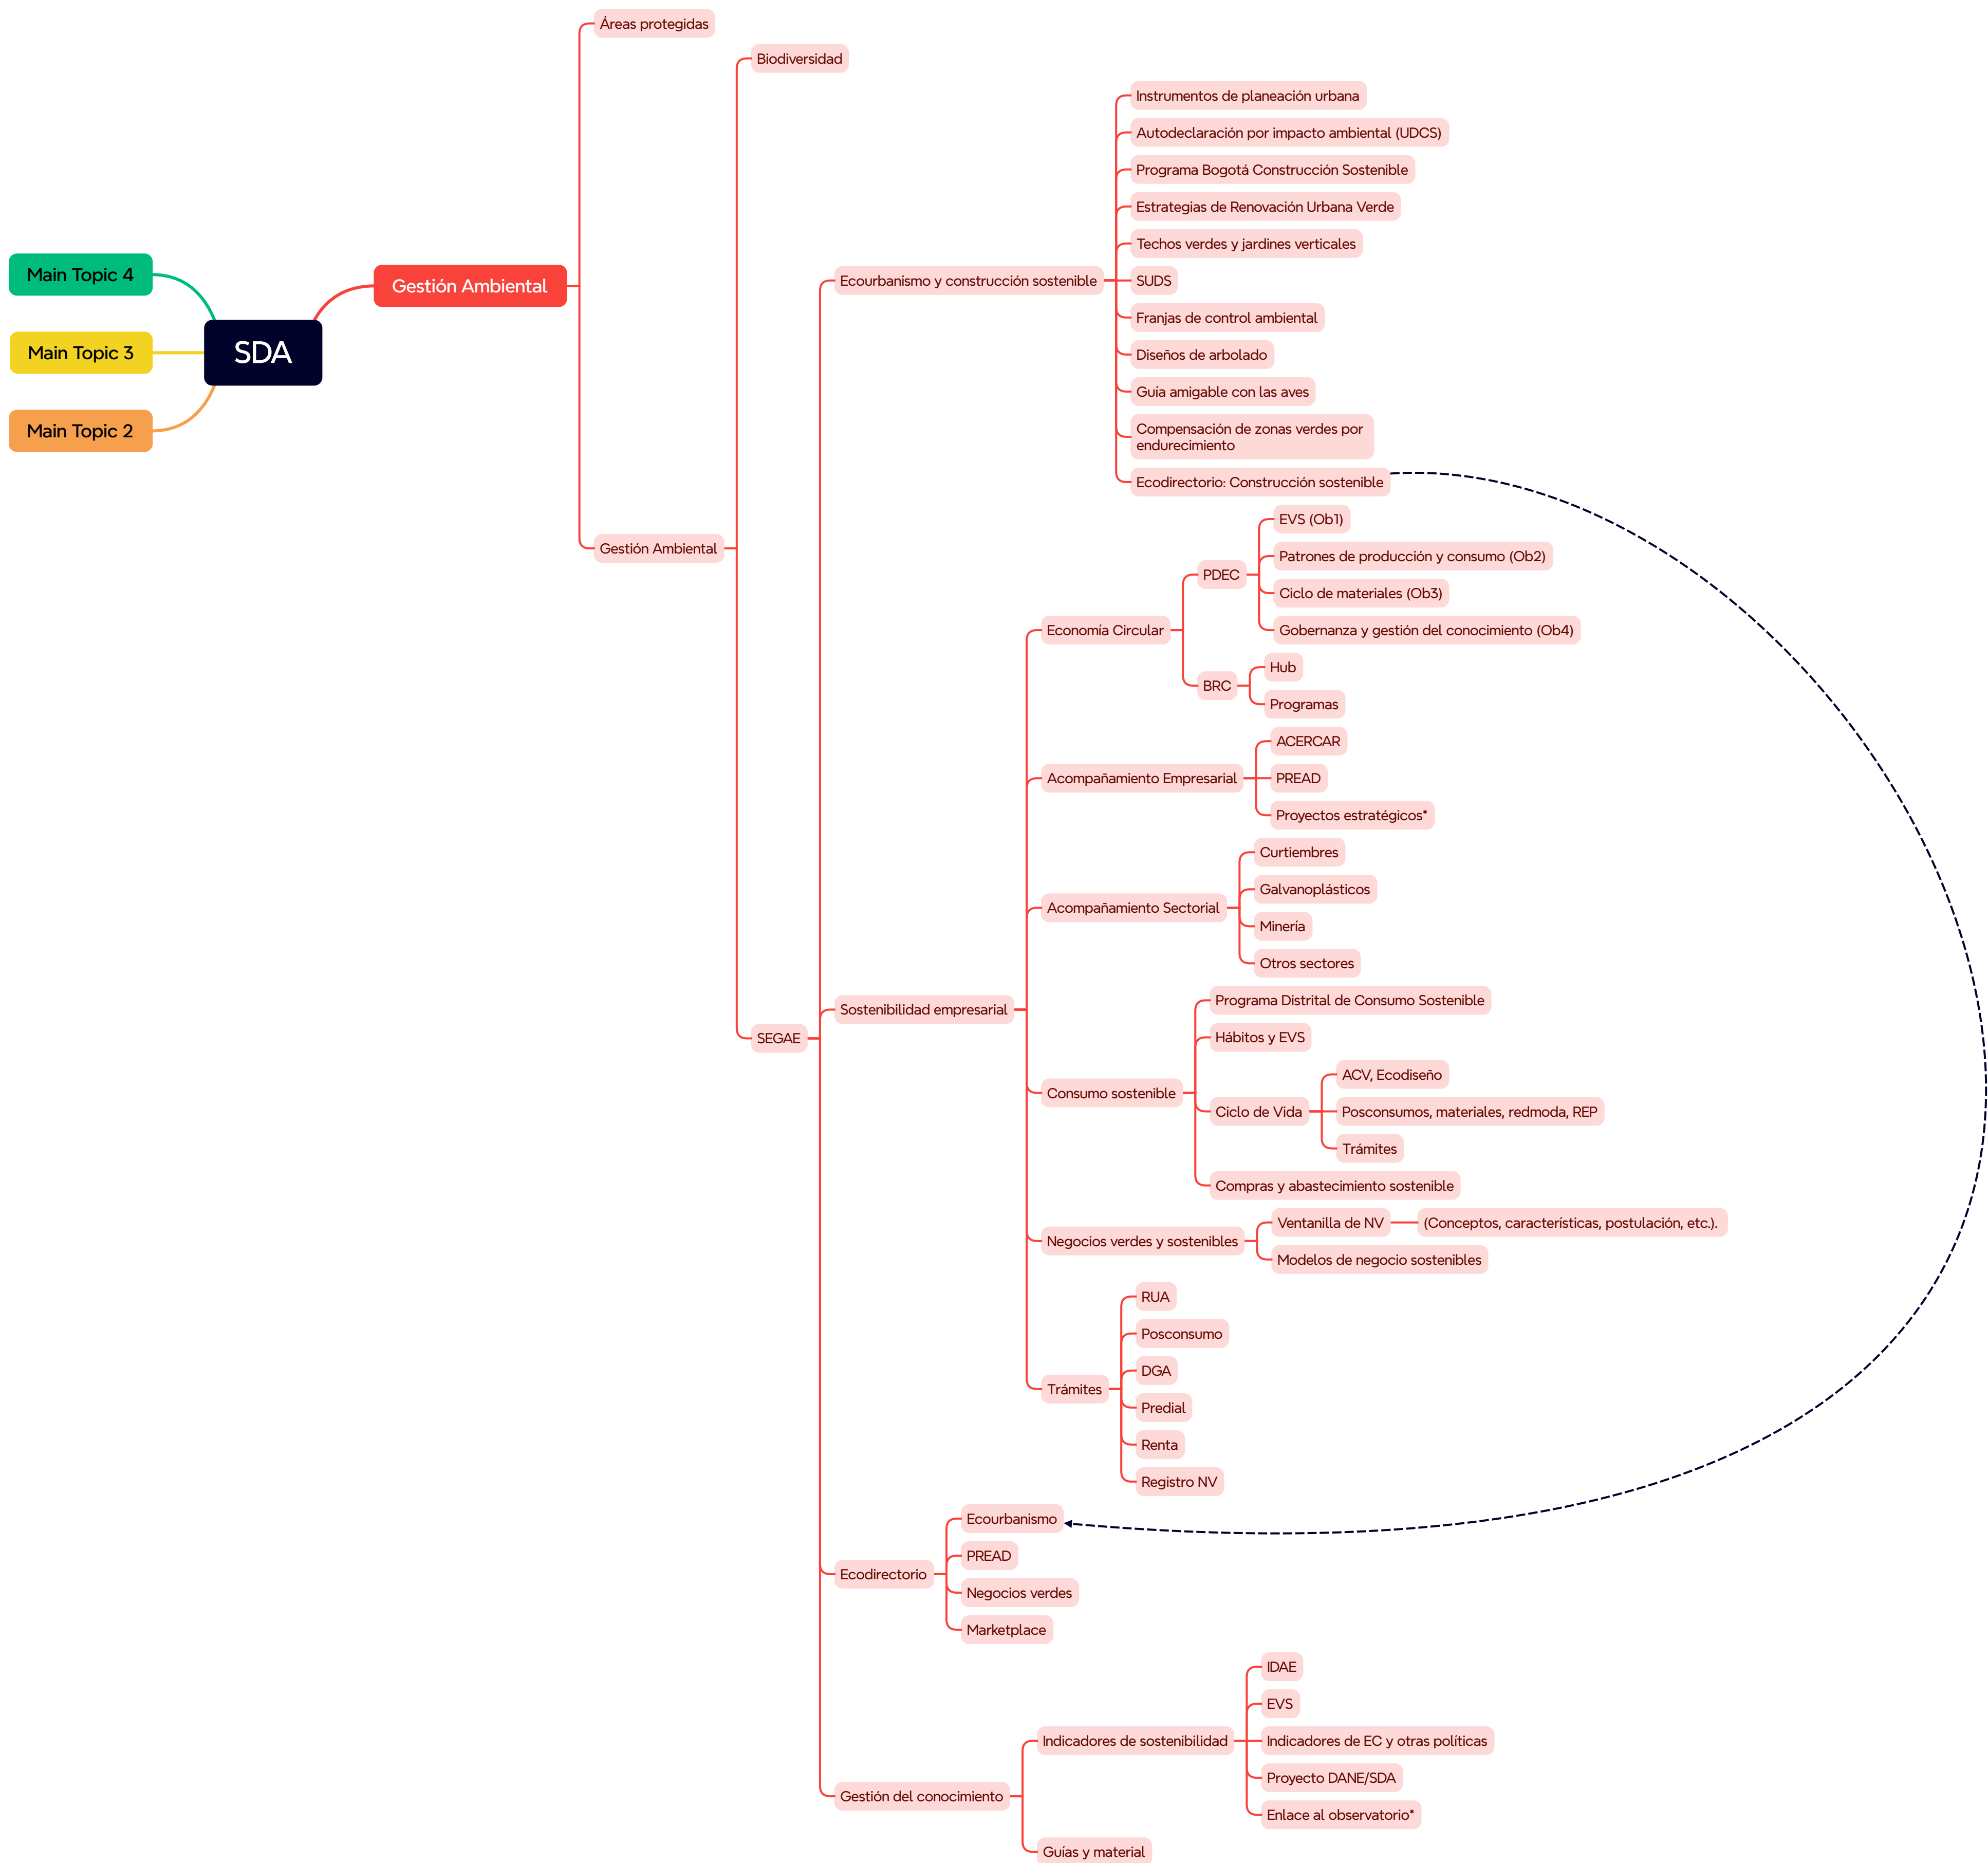 Main Topic 4
Main Topic 3
Main Topic 2
SDA
Gestión Ambiental
Áreas protegidas
Gestión Ambiental
Biodiversidad
SEGAE
Ecourbanismo y construcción sostenible
Instrumentos de planeación urbana
Autodeclaración por impacto ambiental (UDCS)
Programa Bogotá Construcción Sostenible
Estrategias de Renovación Urbana Verde
Techos verdes y jardines verticales
SUDS
Franjas de control ambiental
Diseños de arbolado
Guía amigable con las aves
Compensación de zonas verdes por
endurecimiento
Ecodirectorio: Construcción sostenible
Sostenibilidad empresarial
Economía Circular
PDEC
EVS (Ob1)
Patrones de producción y consumo (Ob2)
Ciclo de materiales (Ob3)
Gobernanza y gestión del conocimiento (Ob4)
BRC
Hub
Programas
Acompañamiento Empresarial
ACERCAR
PREAD
Proyectos estratégicos*
Acompañamiento Sectorial
Curtiembres
Galvanoplásticos
Minería
Otros sectores
Consumo sostenible
Programa Distrital de Consumo Sostenible
Hábitos y EVS
Ciclo de Vida
ACV, Ecodiseño
Posconsumos, materiales, redmoda, REP
Trámites
Compras y abastecimiento sostenible
Negocios verdes y sostenibles
Ventanilla de NV
(Conceptos, características, postulación, etc.).
Modelos de negocio sostenibles
Trámites
RUA
Posconsumo
DGA
Predial
Renta
Registro NV
Ecodirectorio
Ecourbanismo
PREAD
Negocios verdes
Marketplace
Gestión del conocimiento
Indicadores de sostenibilidad
IDAE
EVS
Indicadores de EC y otras políticas
Proyecto DANE/SDA
Enlace al observatorio*
Guías y material